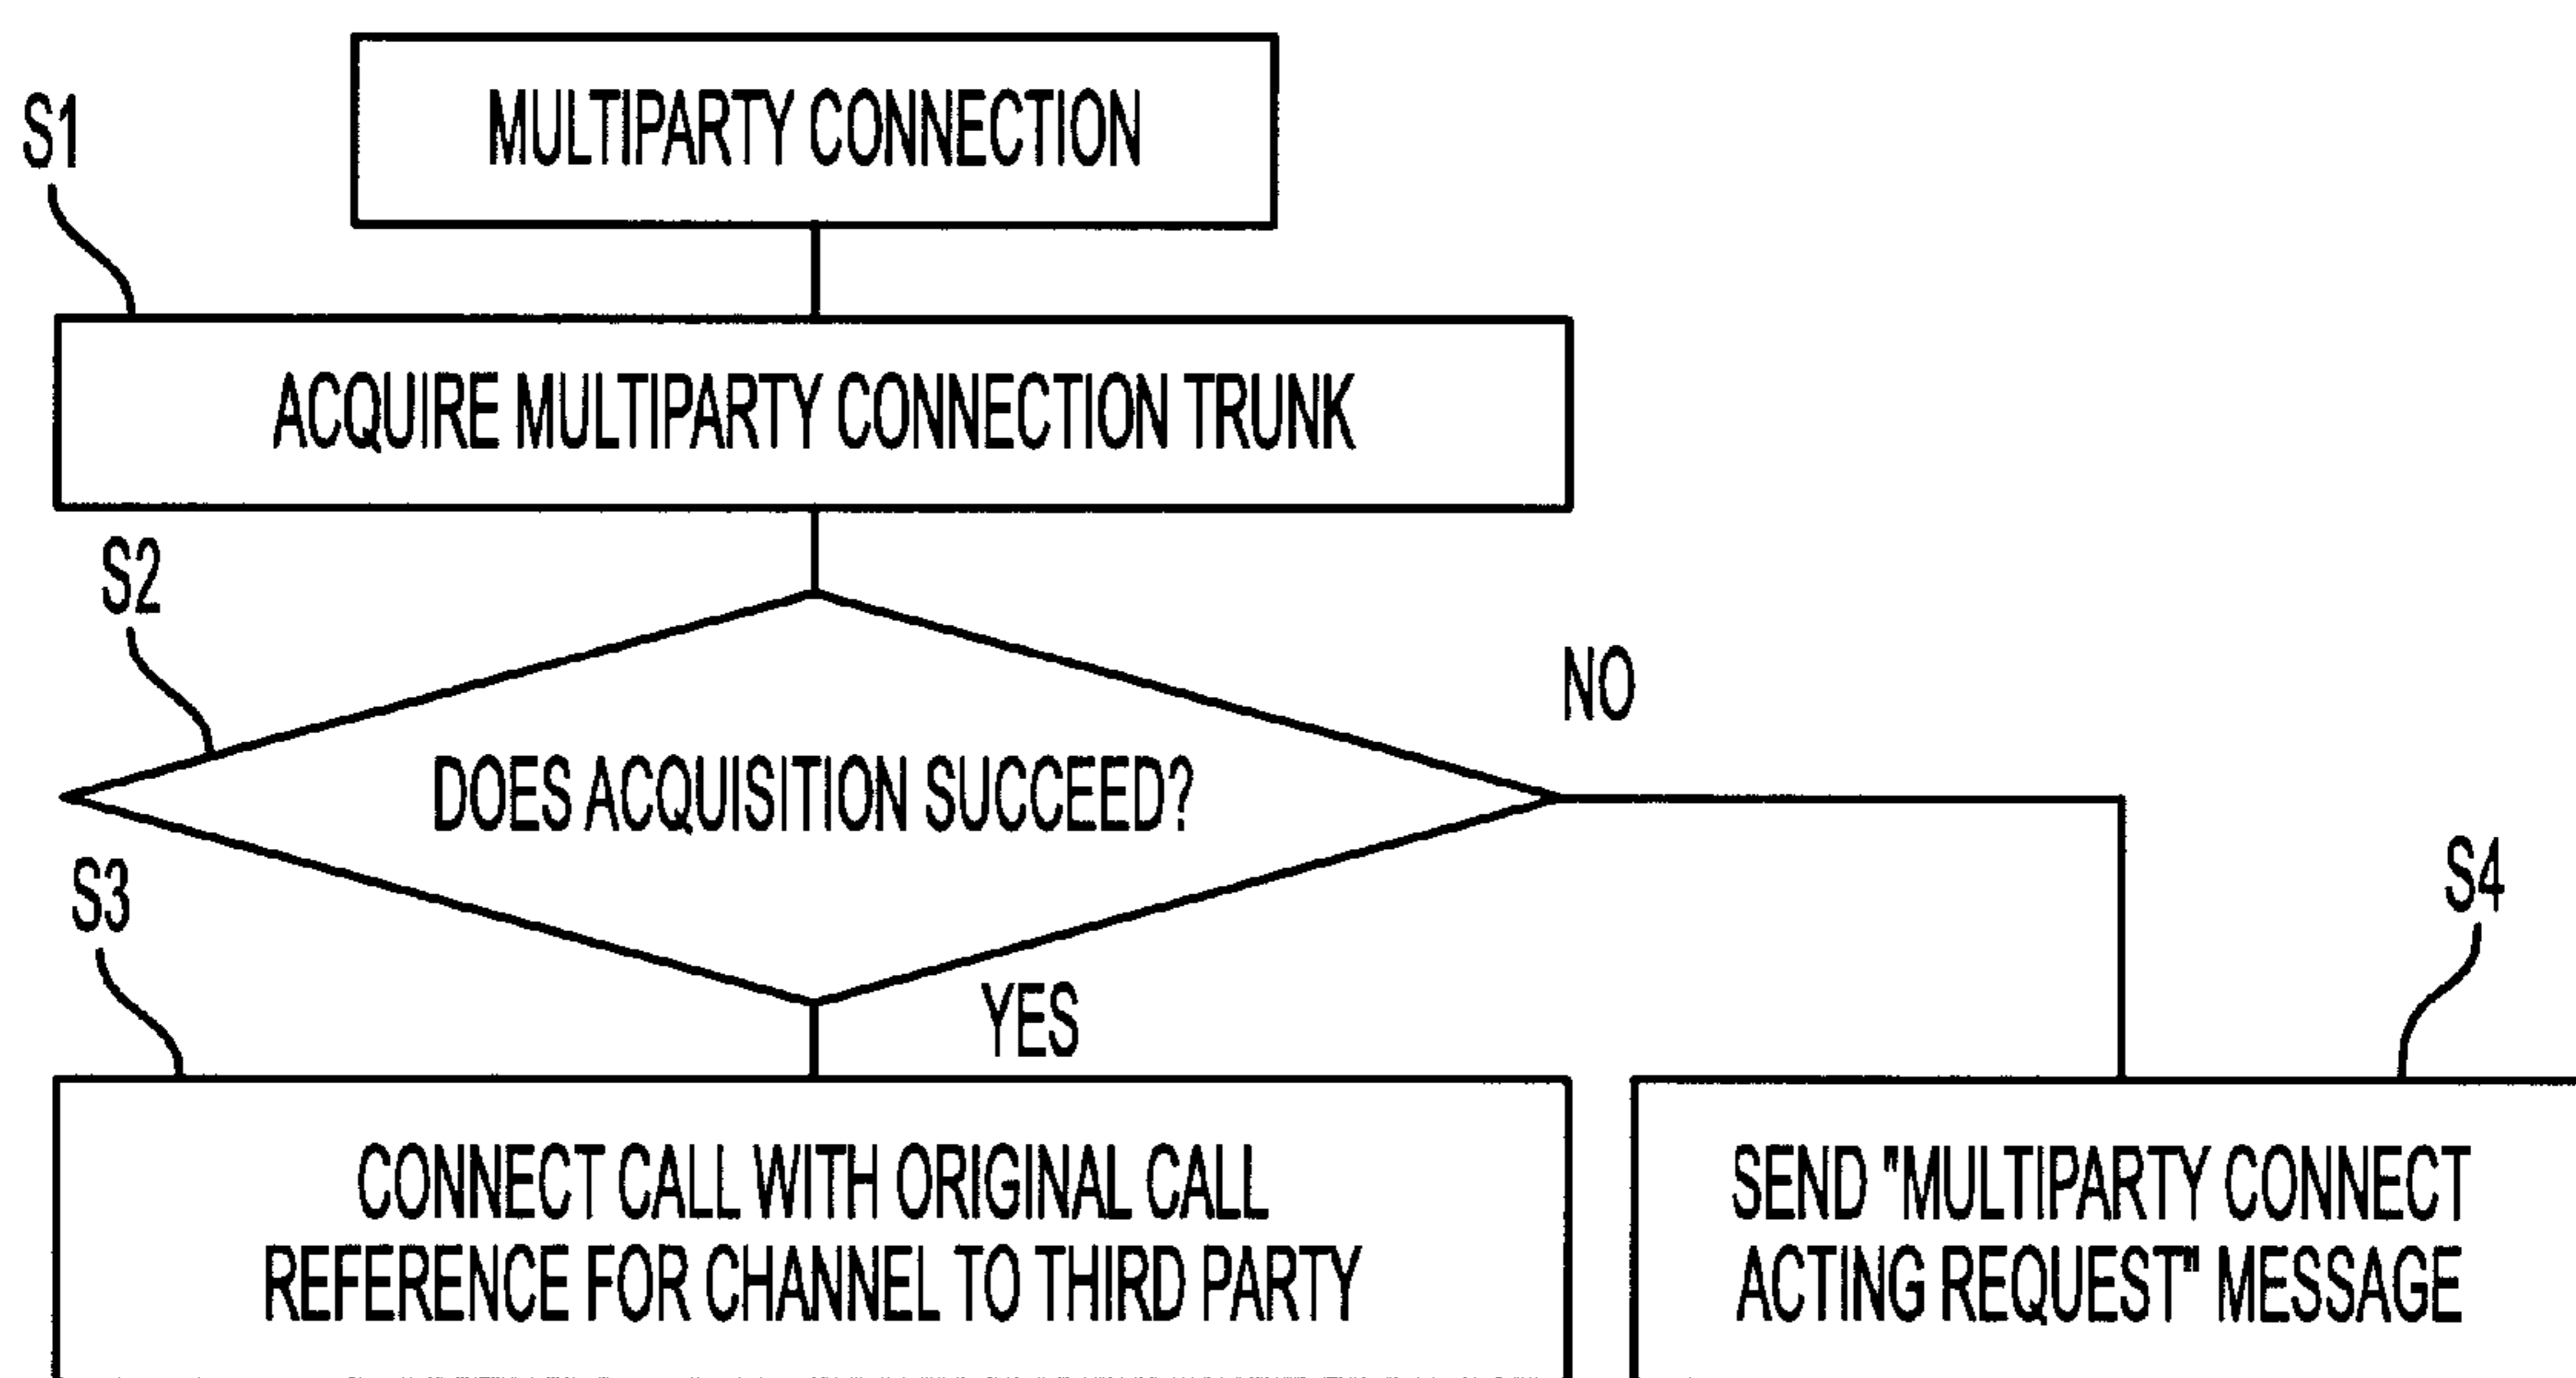 MULTIPARTY CONNECTION
S1
ACQUIRE MULTIPARTY CONNECTION TRUNK
S2
DOES ACQUISITION SUCCEED?
NO
YES
S3
CONNECT CALL WITH ORIGINAL CALL
REFERENCE FOR CHANNEL TO THIRD PARTY
S4
SEND "MULTIPARTY CONNECT
ACTING REQUEST" MESSAGE